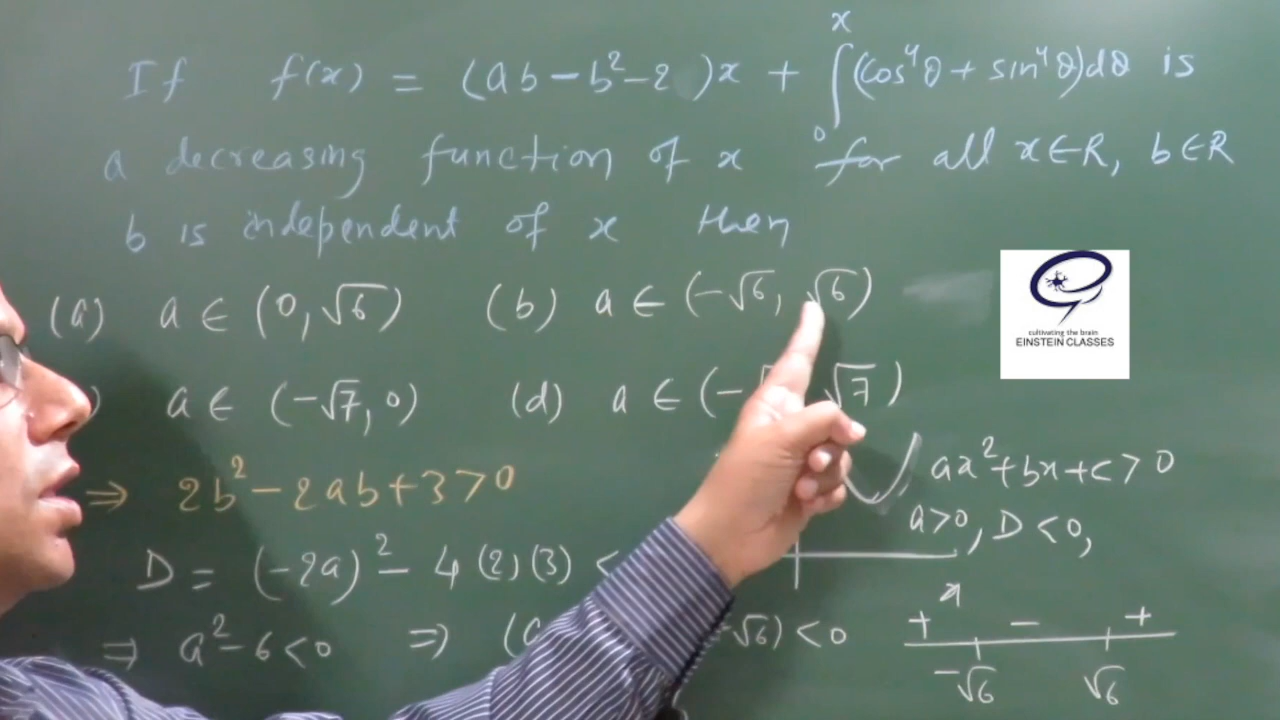 x
If f(x) = (ab - b² - 2)x + ∫(cos⁴θ + sin⁴θ)dθ is
0
a decreasing function of x for all x∈R, b∈R
b is independent of x then
(a) a ∈ (0, √6) (b) a ∈ (-√6, √6)
) a ∈ (-√7, 0) (d) a ∈ (- √7)
cultivating the brain
EINSTEIN CLASSES
ax² + bx + c > 0
⇒ 2b² - 2ab + 3 > 0
a>0, D<0,
D = (-2a)² - 4(2)(3) <
+ - +
⇒ a² - 6 < 0 ⇒ ( √6) < 0
-√6 √6